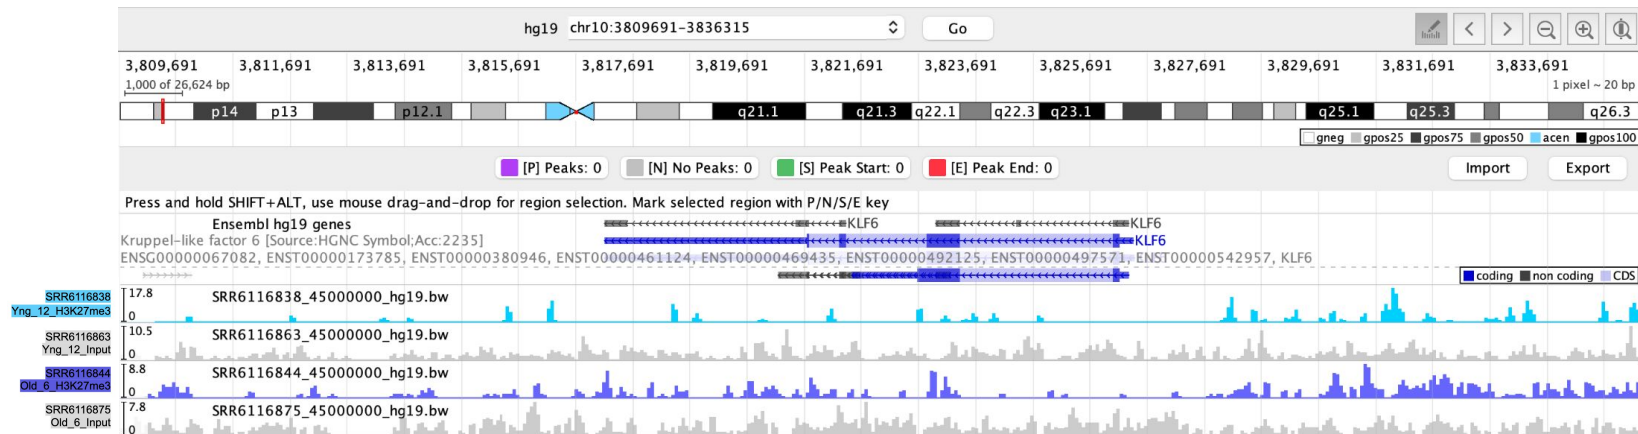 hg19 chr10:3809691-3836315 Go
3,809,691 3,811,691 3,813,691 3,815,691 3,817,691 3,819,691 3,821,691 3,823,691 3,825,691 3,827,691 3,829,691 3,831,691 3,833,691
1,000 of 26,624 bp 1 pixel ~ 20 bp
p14 p13 p12.1 q21.1 q21.3 q22.1 q22.3 q23.1 q25.1 q25.3 q26.3
gneg gpos25 gpos75 gpos50 acen gpos100
[P] Peaks: 0 [N] No Peaks: 0 [S] Peak Start: 0 [E] Peak End: 0 Import Export
Press and hold SHIFT+ALT, use mouse drag-and-drop for region selection. Mark selected region with P/N/S/E key
Ensembl hg19 genes KLF6 KLF6
Kruppel-like factor 6 [Source:HGNC Symbol;Acc:2235] KLF6
ENSG00000067082, ENST00000173785, ENST00000380946, ENST00000461124, ENST00000469435, ENST00000492125, ENST00000497571, ENST00000542957, KLF6
coding non coding CDS
SRR6116838 17.8 SRR6116838_45000000_hg19.bw
Yng_12_H3K27me3 0
SRR6116863 10.5 SRR6116863_45000000_hg19.bw
Yng_12_Input 0
SRR6116844 8.8 SRR6116844_45000000_hg19.bw
Old_6_H3K27me3 0
SRR6116875 7.8 SRR6116875_45000000_hg19.bw
Old_6_Input 0